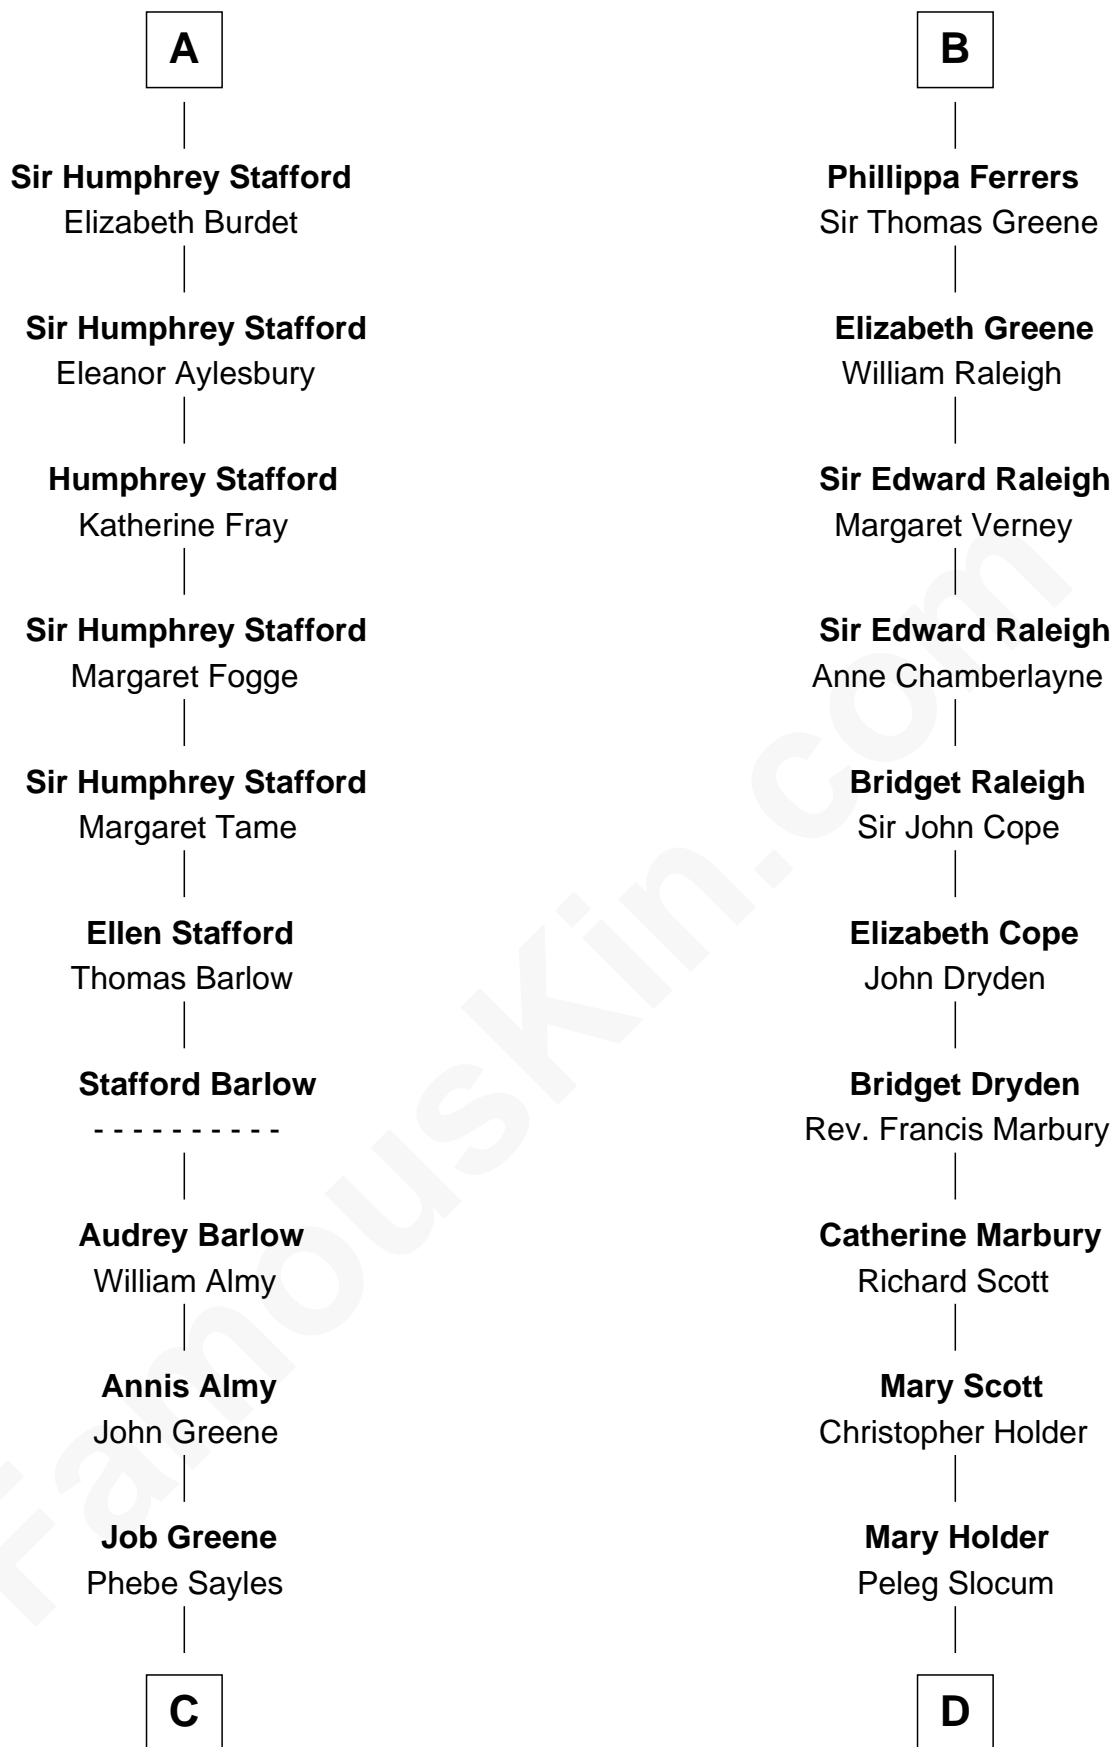 A
Sir Humphrey Stafford
Elizabeth Burdet
Sir Humphrey Stafford
Eleanor Aylesbury
Humphrey Stafford
Katherine Fray
Sir Humphrey Stafford
Margaret Fogge
Sir Humphrey Stafford
Margaret Tame
Ellen Stafford
Thomas Barlow
Stafford Barlow
- - - - - - - - - -
Audrey Barlow
William Almy
Annis Almy
John Greene
Job Greene
Phebe Sayles
C
B
Phillippa Ferrers
Sir Thomas Greene
Elizabeth Greene
William Raleigh
Sir Edward Raleigh
Margaret Verney
Sir Edward Raleigh
Anne Chamberlayne
Bridget Raleigh
Sir John Cope
Elizabeth Cope
John Dryden
Bridget Dryden
Rev. Francis Marbury
Catherine Marbury
Richard Scott
Mary Scott
Christopher Holder
Mary Holder
Peleg Slocum
D
FamousKin.com